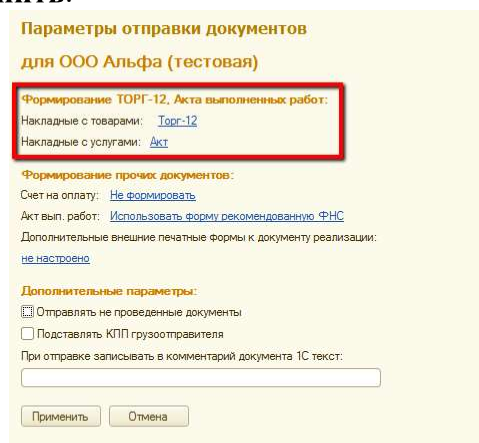 Параметры отправки документов
для ООО Альфа (тестовая)
Формирование ТОРГ-12, Акта выполненных работ:
Накладные с товарами: Торг-12
Накладные с услугами: Акт
Формирование прочих документов:
Счет на оплату: Не формировать
Акт вып. работ: Использовать форму рекомендованную ФНС
Дополнительные внешние печатные формы к документу реализации:
не настроено
Дополнительные параметры:
Отправлять не проведенные документы
Подставлять КПП грузоотправителя
При отправке записывать в комментарий документа 1С текст:
Применить Отмена